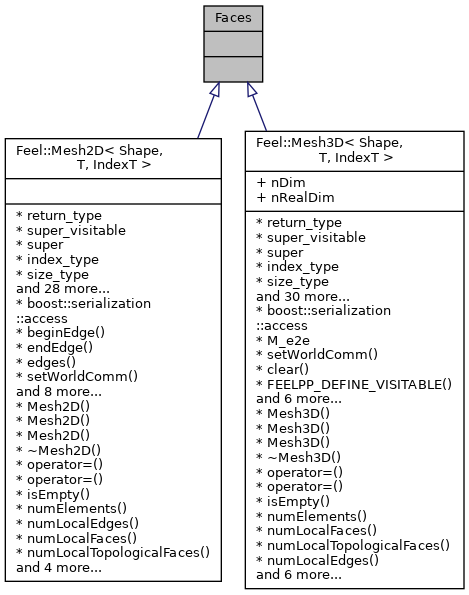 Faces
Feel::Mesh2D< Shape,
T, IndexT >
* return_type
* super_visitable
* super
* index_type
* size_type
and 28 more...
* boost::serialization
::access
* beginEdge()
* endEdge()
* edges()
* setWorldComm()
and 8 more...
* Mesh2D()
* Mesh2D()
* Mesh2D()
* ~Mesh2D()
* operator=()
* operator=()
* isEmpty()
* numElements()
* numLocalEdges()
* numLocalFaces()
* numLocalTopologicalFaces()
and 4 more...
Feel::Mesh3D< Shape,
T, IndexT >
+ nDim
+ nRealDim
* return_type
* super_visitable
* super
* index_type
* size_type
and 30 more...
* boost::serialization
::access
* M_e2e
* setWorldComm()
* clear()
* FEELPP_DEFINE_VISITABLE()
and 6 more...
* Mesh3D()
* Mesh3D()
* Mesh3D()
* ~Mesh3D()
* operator=()
* operator=()
* isEmpty()
* numElements()
* numLocalFaces()
* numLocalTopologicalFaces()
* numLocalEdges()
and 6 more...